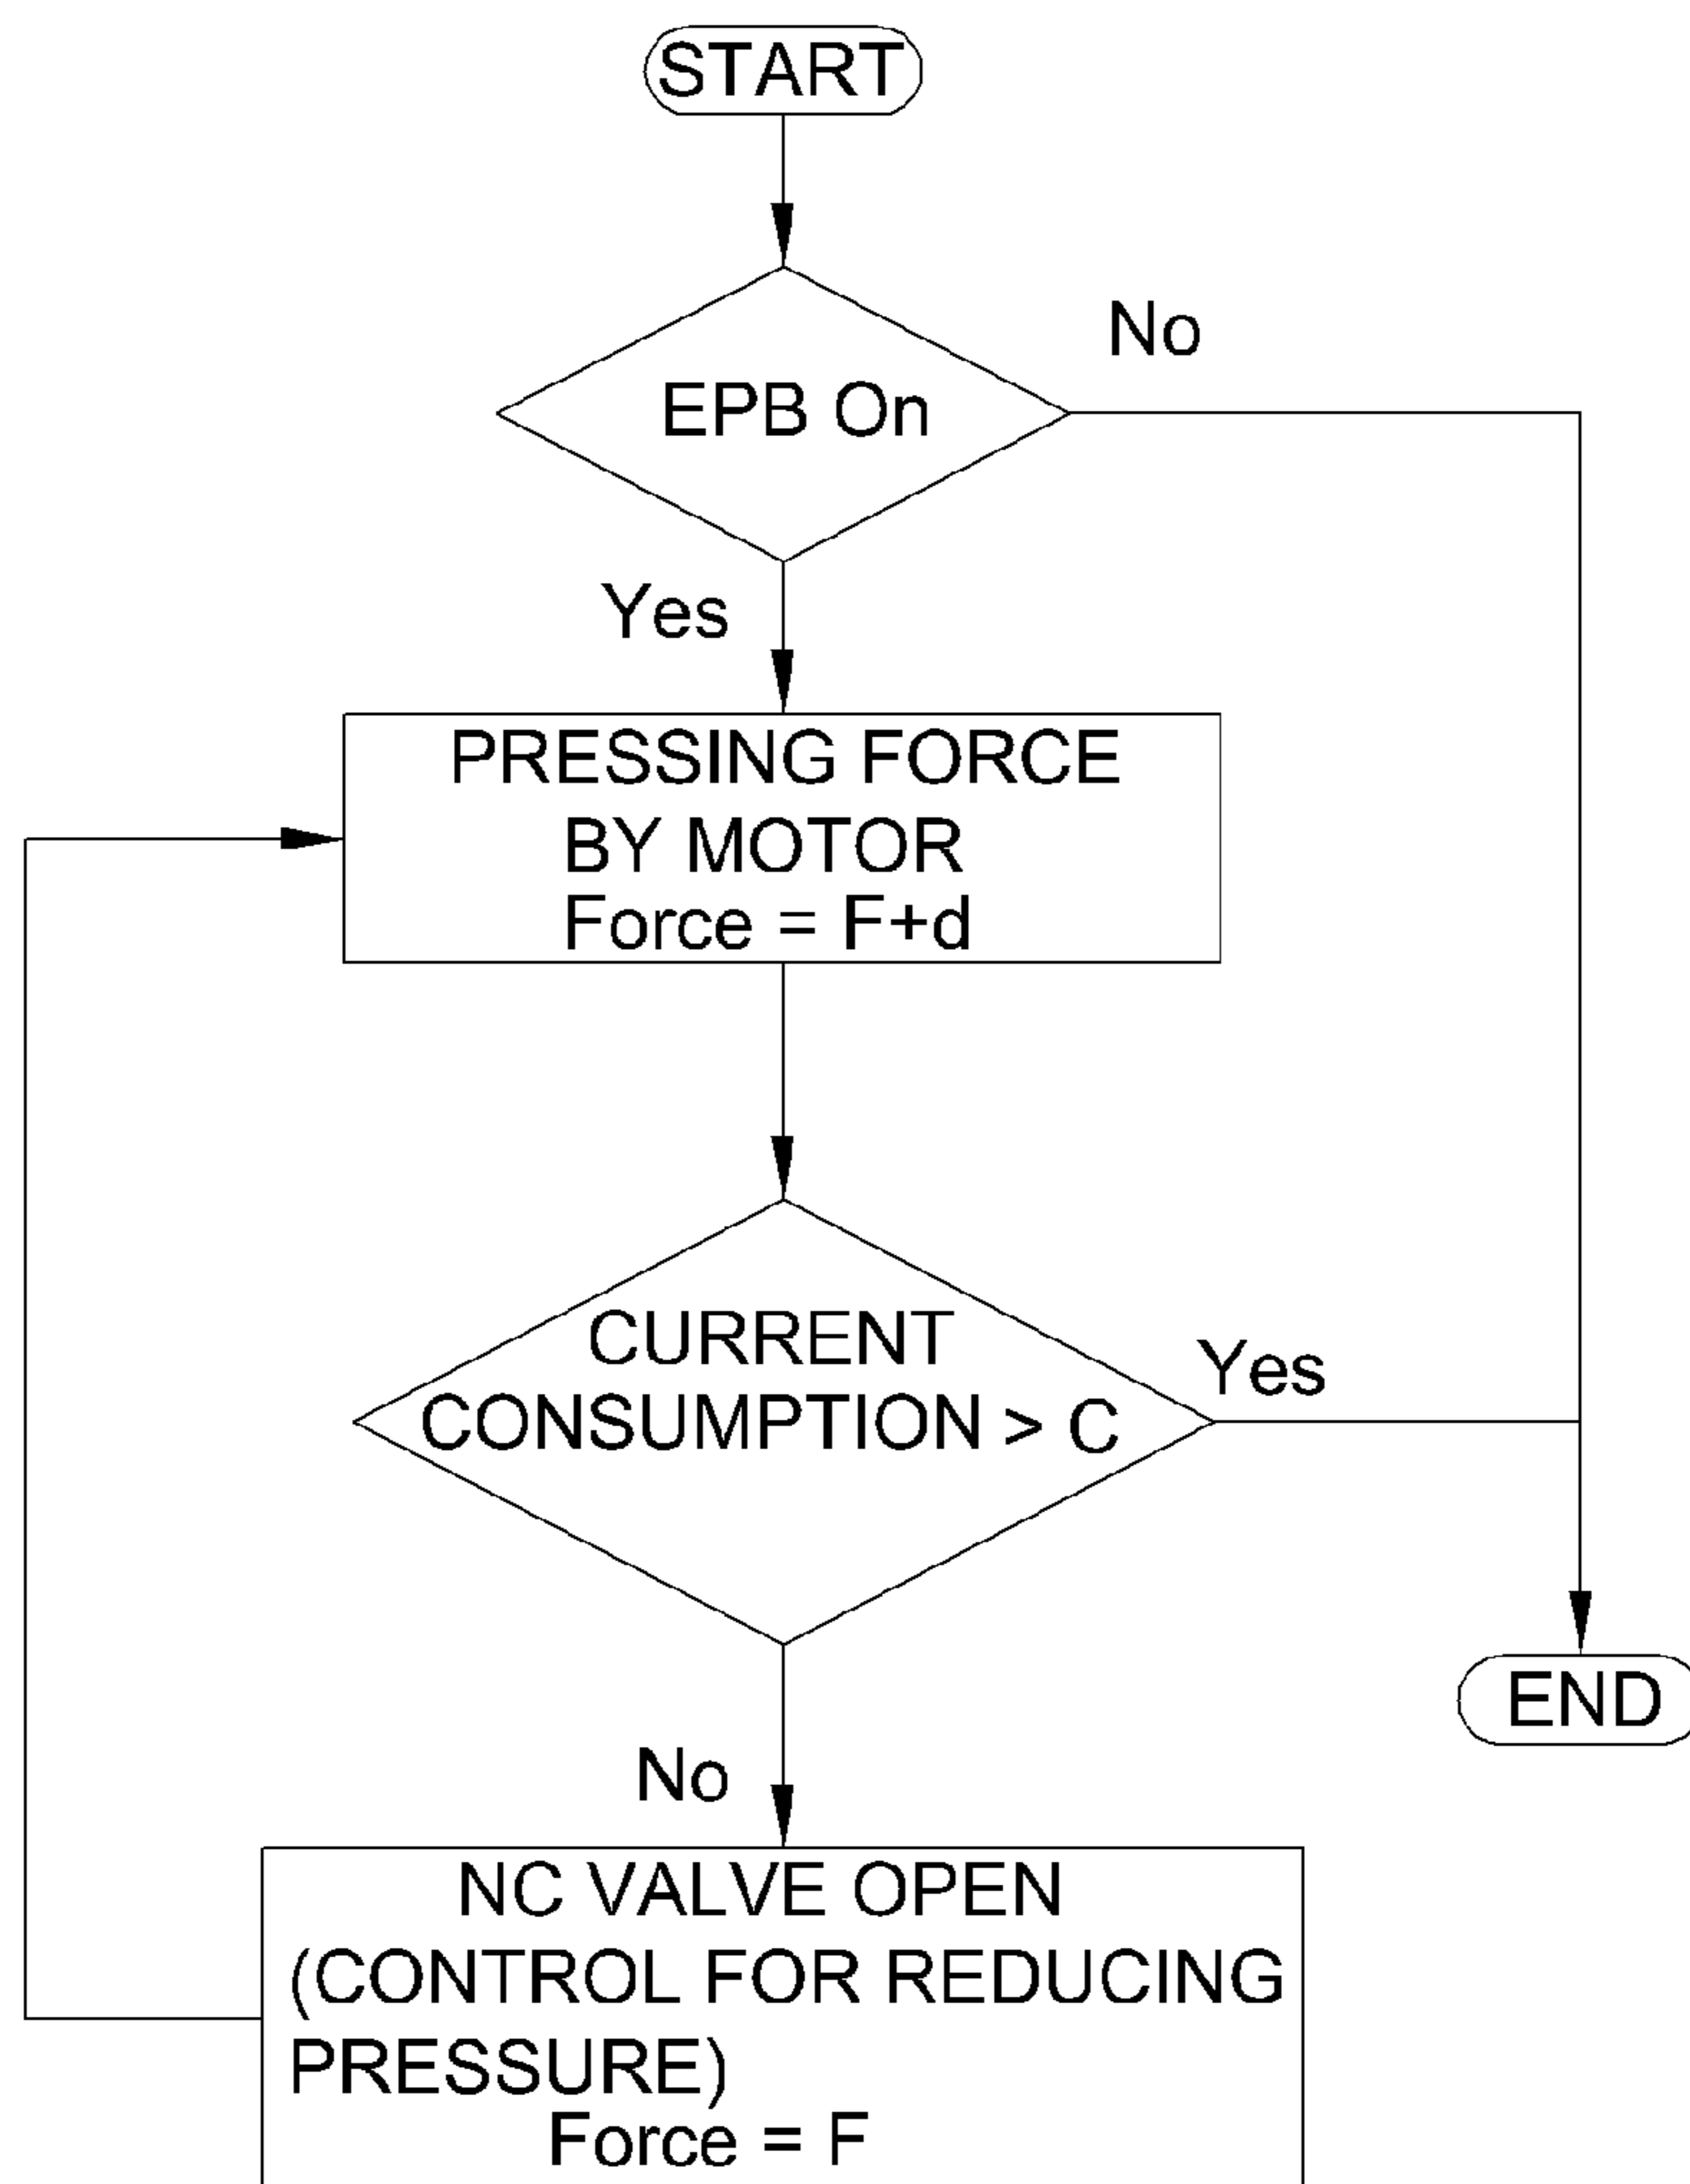 START
No
EPB On
Yes
PRESSING FORCE
BY MOTOR
Force = F+d
CURRENT
CONSUMPTION > C
Yes
END
No
NC VALVE OPEN
(CONTROL FOR REDUCING
PRESSURE)
Force = F